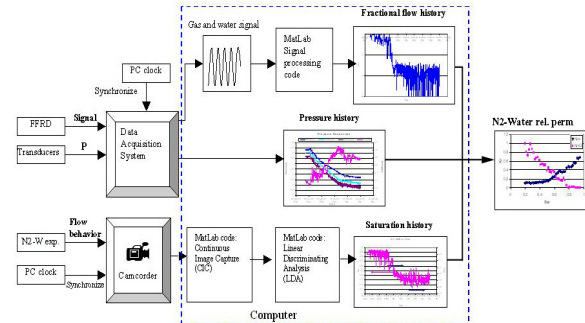 Gas and water signal
Fractional flow history
MatLab
Signal
processing
code
PC clock
Synchronize
FFRD
Signal
Transducers
P
Data
Acquisition
System
Pressure history
N2-Water rel. perm
Flow
behavior
N2-W exp.
PC clock
Synchronize
Camcorder
MatLab code:
Continuous
Image Capture
(CIC)
MatLab code:
Linear
Discriminating
Analysis
(LDA)
Saturation history
Computer